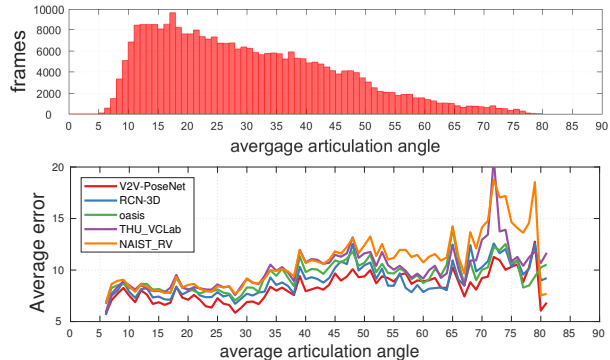 10000
8000
6000
4000
2000
0
frames
0 5 10 15 20 25 30 35 40 45 50 55 60 65 70 75 80 85 90
avergage articulation angle
20
15
10
5
Average error
V2V-PoseNet
RCN-3D
oasis
THU_VCLab
NAIST_RV
0 5 10 15 20 25 30 35 40 45 50 55 60 65 70 75 80 85 90
average articulation angle